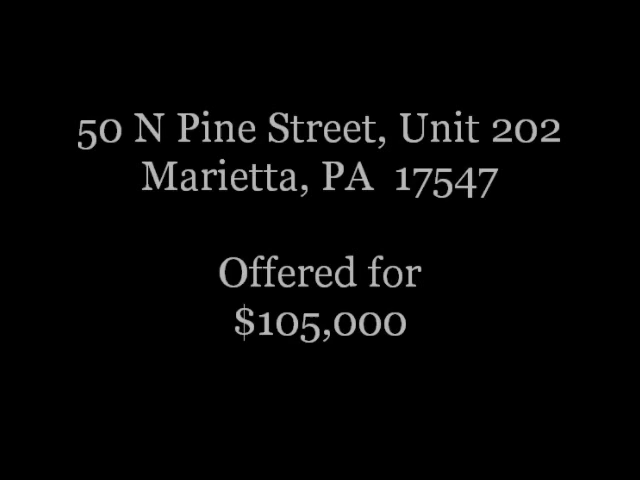 50 N Pine Street, Unit 202
Marietta, PA  17547
Offered for
$105,000